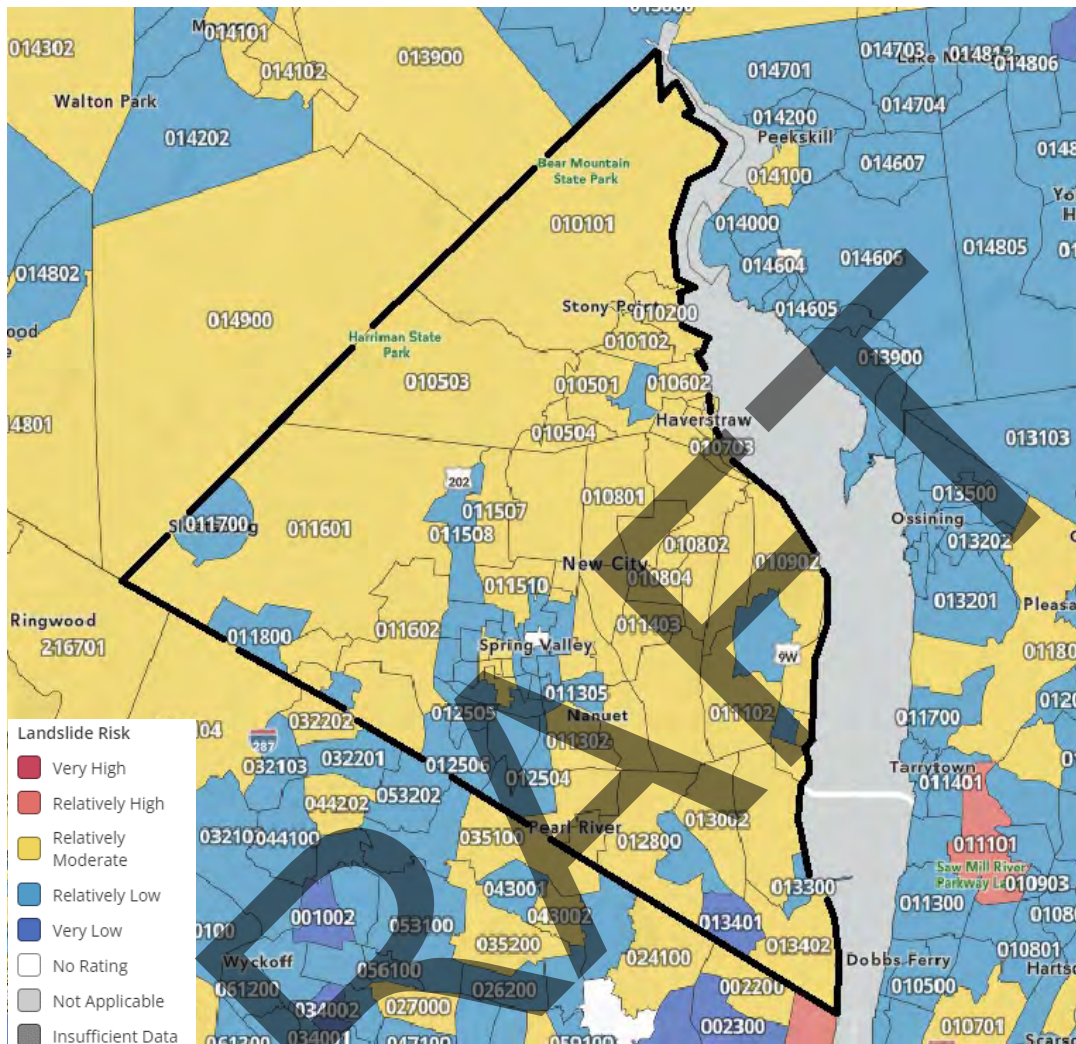 014302
014101
014102
013900
014703
014806
014701
014704
Walton Park
014202
014200
Peekskill
014607
014100
Bear Mountain
State Park
010101
014000
014606
014805
014604
014802
014605
Stony Point
010200
014900
Harriman State
Park
010102
013900
010503
010501
010602
Haverstraw
010504
010703
013103
202
010801
011507
011508
013500
Ossining
013202
011700
011601
010802
New City
010804
010902
011510
013201
Ringwood
216701
011800
011602
011403
Spring Valley
9W
011305
Nanuet
011102
011302
012505
032202
011700
287
032103
032201
012506
012504
Tarrytown
011401
053202
044202
044100
035100
Pearl River
012800
013002
011101
Saw Mill River
043001
013300
010903
011300
001002
053100
043002
013401
035200
013402
010801
Wyckoff
056100
024100
Dobbs Ferry
061200
026200
002200
010500
034002
027000
002300
010701
Landslide Risk
Very High
Relatively High
Relatively
Moderate
Relatively Low
Very Low
No Rating
Not Applicable
Insufficient Data
DRAFT